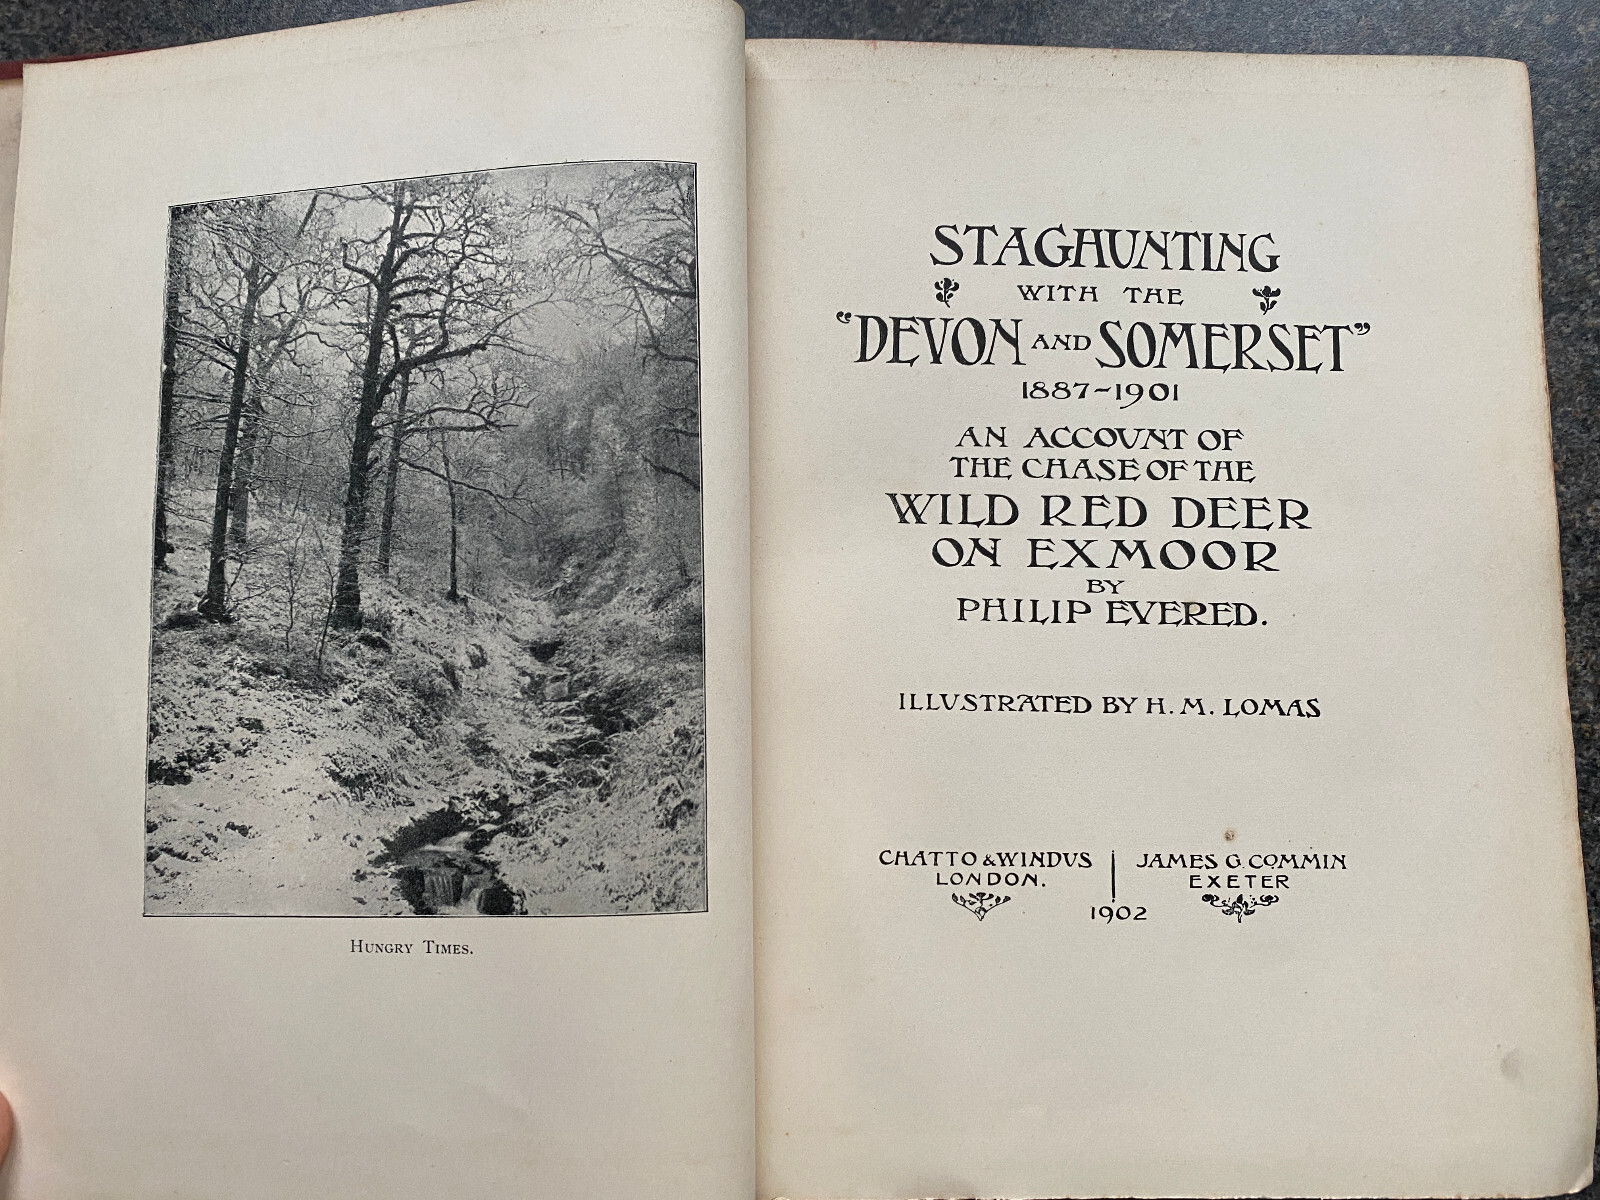 HUNGRY TIMES.
STAGHUNTING
WITH THE
"DEVON AND SOMERSET"
1887-1901
AN ACCOUNT OF
THE CHASE OF THE
WILD RED DEER
ON EXMOOR
BY
PHILIP EVERED.
ILLUSTRATED BY H. M. LOMAS
CHATTO & WINDUS
LONDON.
JAMES G. COMMIN
EXETER
1902